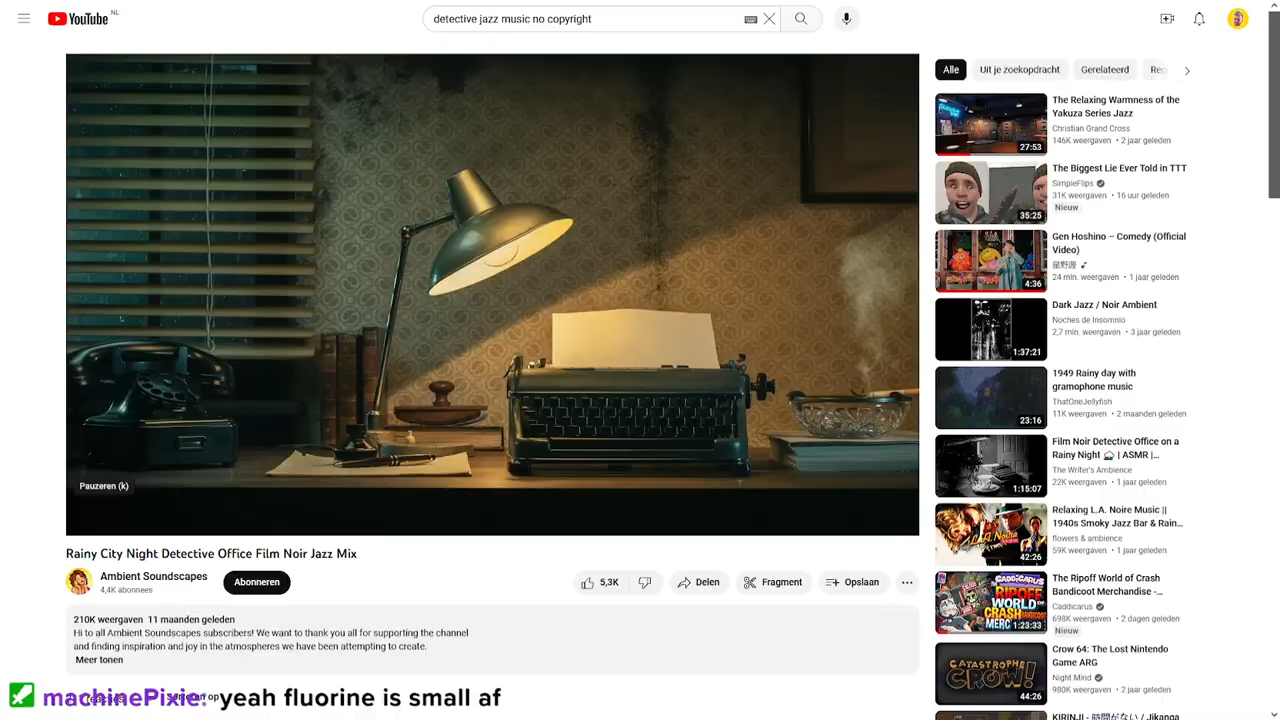 YouTube NL
detective jazz music no copyright
Alle
Uit je zoekopdracht
Gerelateerd
Pauzeren (k)
Rainy City Night Detective Office Film Noir Jazz Mix
Ambient Soundscapes
4,4K abonnees
Abonneren
5,3K
Delen
Fragment
Opslaan
210K weergaven 11 maanden geleden
Hi to all Ambient Soundscapes subscribers! We want to thank you all for supporting the channel
and finding inspiration and joy in the atmospheres we have been attempting to create.
Meer tonen
machinePixie: yeah fluorine is small af
27:53
The Relaxing Warmness of the
Yakuza Series Jazz
Christian Grand Cross
146K weergaven • 2 jaar geleden
35:25
The Biggest Lie Ever Told in TTT
SimpleFlips
31K weergaven • 16 uur geleden
Nieuw
4:36
Gen Hoshino – Comedy (Official
Video)
星野源
24 mln. weergaven • 1 jaar geleden
1:37:21
Dark Jazz / Noir Ambient
Noches de Insomnio
2,7 mln. weergaven • 3 jaar geleden
23:16
1949 Rainy day with
gramophone music
ThatOneJellyfish
11K weergaven • 2 maanden geleden
1:15:07
Film Noir Detective Office on a
Rainy Night 🌧 | ASMR |...
The Writer's Ambience
22K weergaven • 1 jaar geleden
L.A. NOIRE
42:26
Relaxing L.A. Noire Music ||
1940s Smoky Jazz Bar & Rain...
flowers & ambience
59K weergaven • 1 jaar geleden
CADDICARUS
RIPOFF
WORLD OF
CRASH
MERC
1:23:33
The Ripoff World of Crash
Bandicoot Merchandise -...
Caddicarus
698K weergaven • 2 dagen geleden
Nieuw
CATASTROPHE
CROW!
44:26
Crow 64: The Lost Nintendo
Game ARG
Night Mind
980K weergaven • 2 jaar geleden
KIRINJI - 時間がない / Jikanga